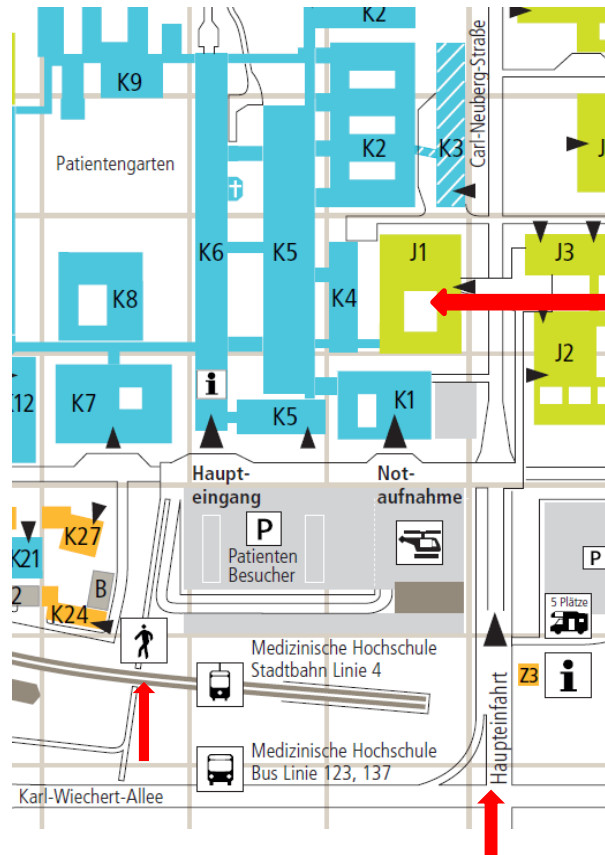 K2
K9
Carl-Neuberg-Straße
K2
K3
J
Patientengarten
K6
K5
J1
J3
K8
K4
J2
K12
K7
i
K5
K1
Haupt-
eingang
Not-
aufnahme
K27
P
Patienten
Besucher
K21
P
B
2
K24
5 Plätze
Medizinische Hochschule
Stadtbahn Linie 4
Z3
i
Haupteinfahrt
Medizinische Hochschule
Bus Linie 123, 137
Karl-Wiechert-Allee